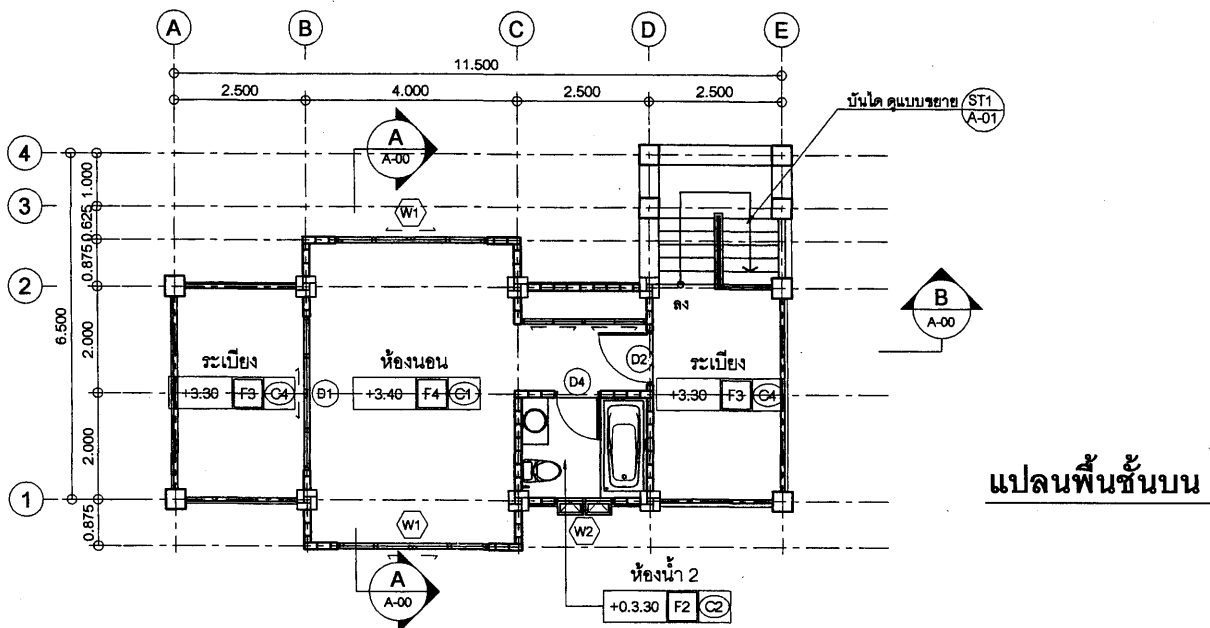 A B C D E
11.500
2.500 4.000 2.500 2.500
บันได ดูแบบขยาย ST1
A-01
A
A-00
4
1.000
3
W1
0.625
0.875
2
ลง
B
A-00
6.500
2.000
ระเบียง ห้องนอน D2 ระเบียง
D4
+3.30 F3 C4 D1 +3.40 F4 C1 +3.30 F3 C4
2.000
แปลนพื้นชั้นบน
1
0.875
W1 W2
A
A-00
ห้องน้ำ 2
+0.3.30 F2 C2